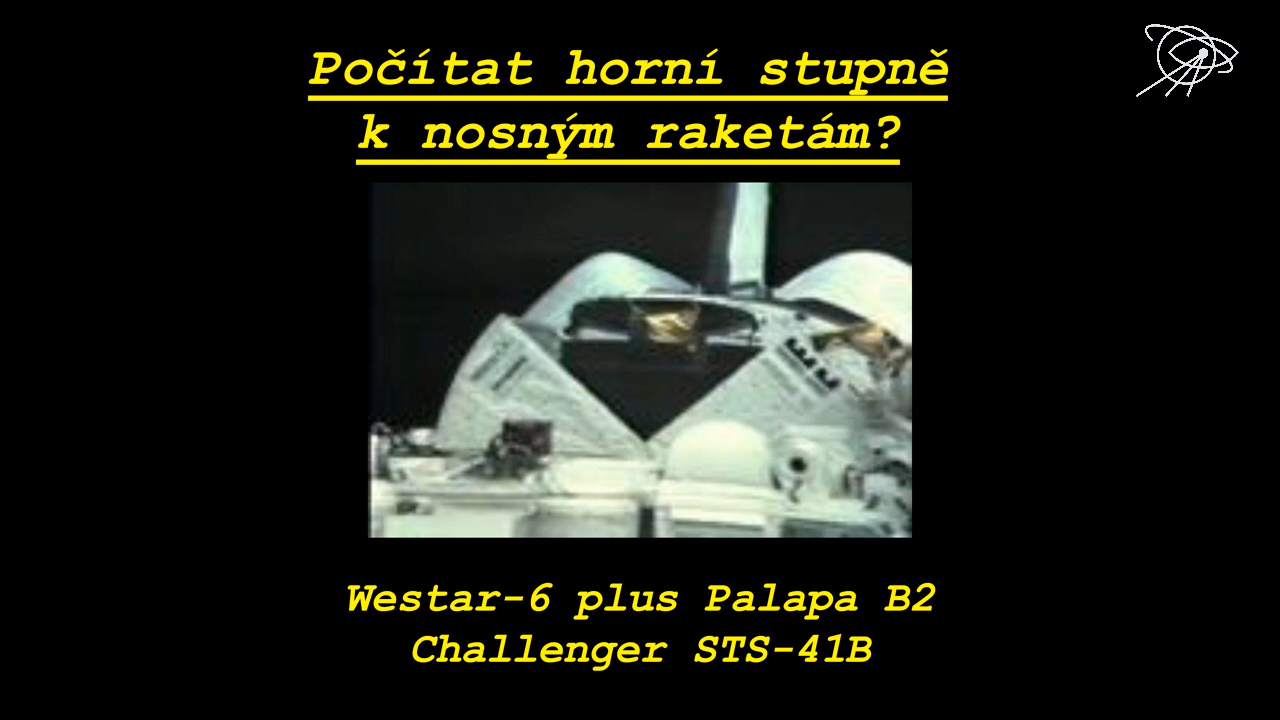 Počítat horní stupně
k nosným raketám?
Westar-6 plus Palapa B2
Challenger STS-41B